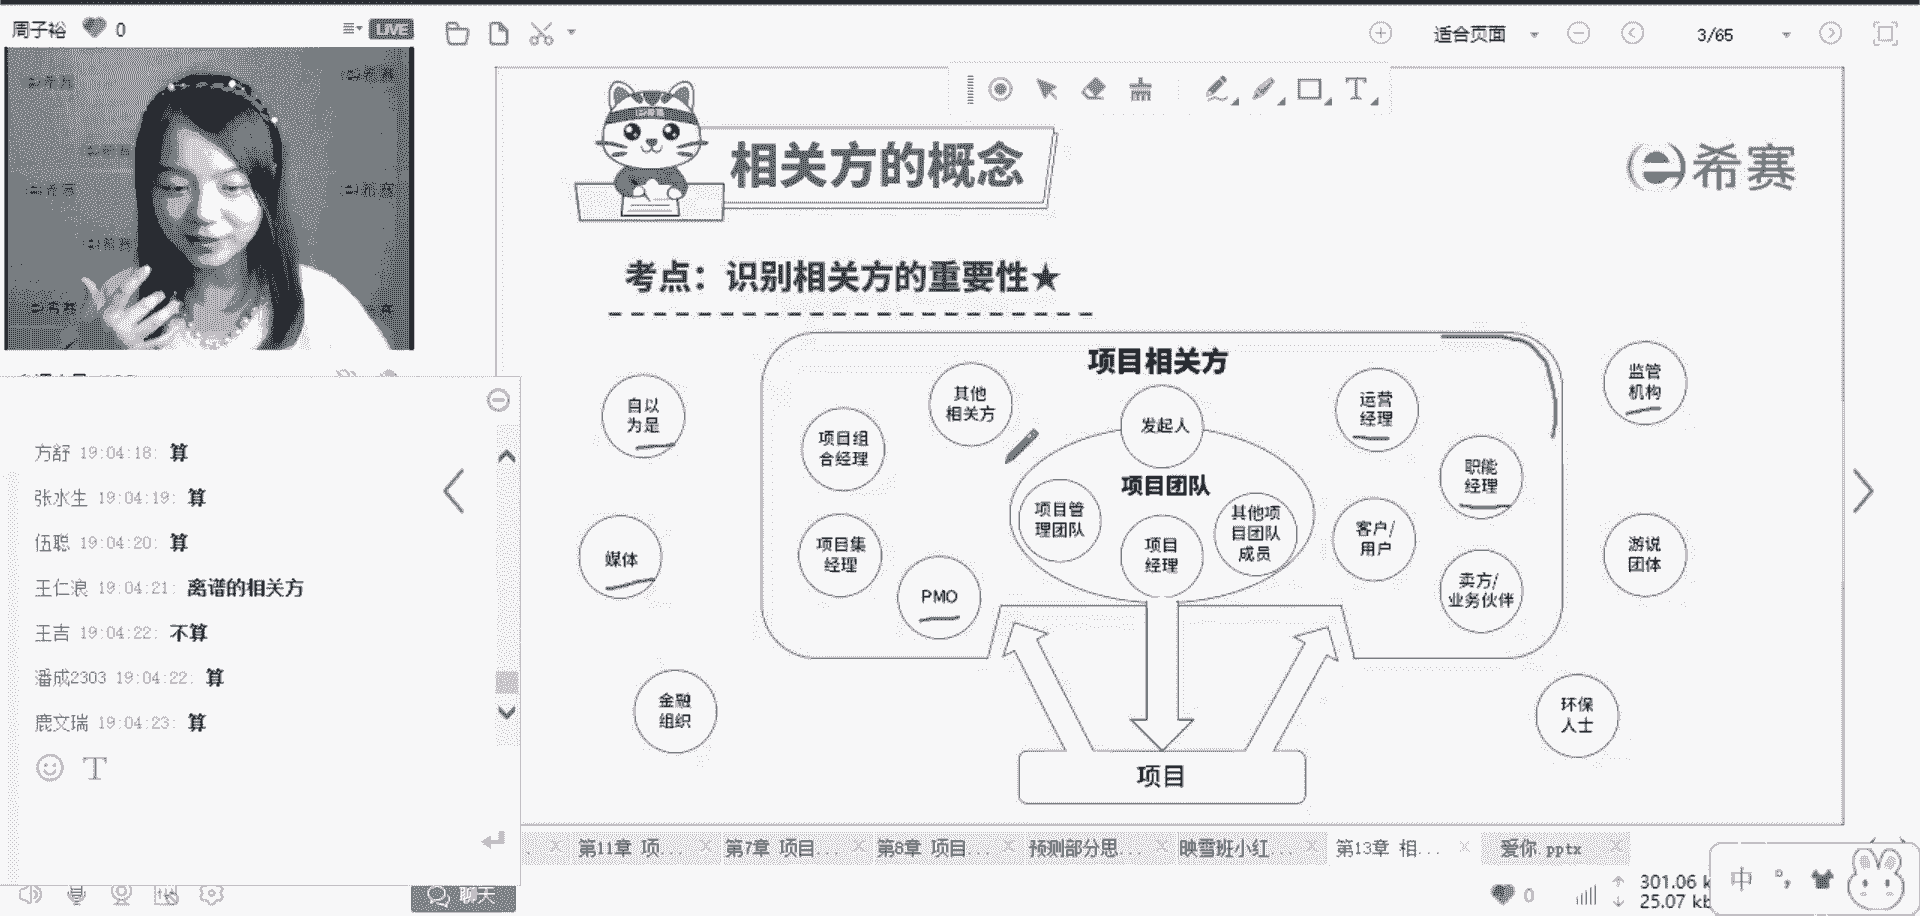 周子裕 0
LIVE
适合页面
3/65
相关方的概念
希赛
考点：识别相关方的重要性★
项目相关方
自以
为是
媒体
金融
组织
项目组
合经理
其他
相关方
项目集
经理
PMO
发起人
项目团队
项目管
理团队
项目
经理
其他项
目团队
成员
运营
经理
职能
经理
客户/
用户
卖方/
业务伙伴
监管
机构
游说
团体
环保
人士
项目
方舒 19:04:18: 算
张水生 19:04:19: 算
伍聪 19:04:20: 算
王仁浪 19:04:21: 离谱的相关方
王吉 19:04:22: 不算
潘成2303 19:04:22: 算
鹿文瑞 19:04:23: 算
聊天
第11章 项...
第7章 项目...
第8章 项目...
预测部分思...
映雪班小红...
第13章 相...
爱你.pptx
0
301.06 k
25.07 kb
中